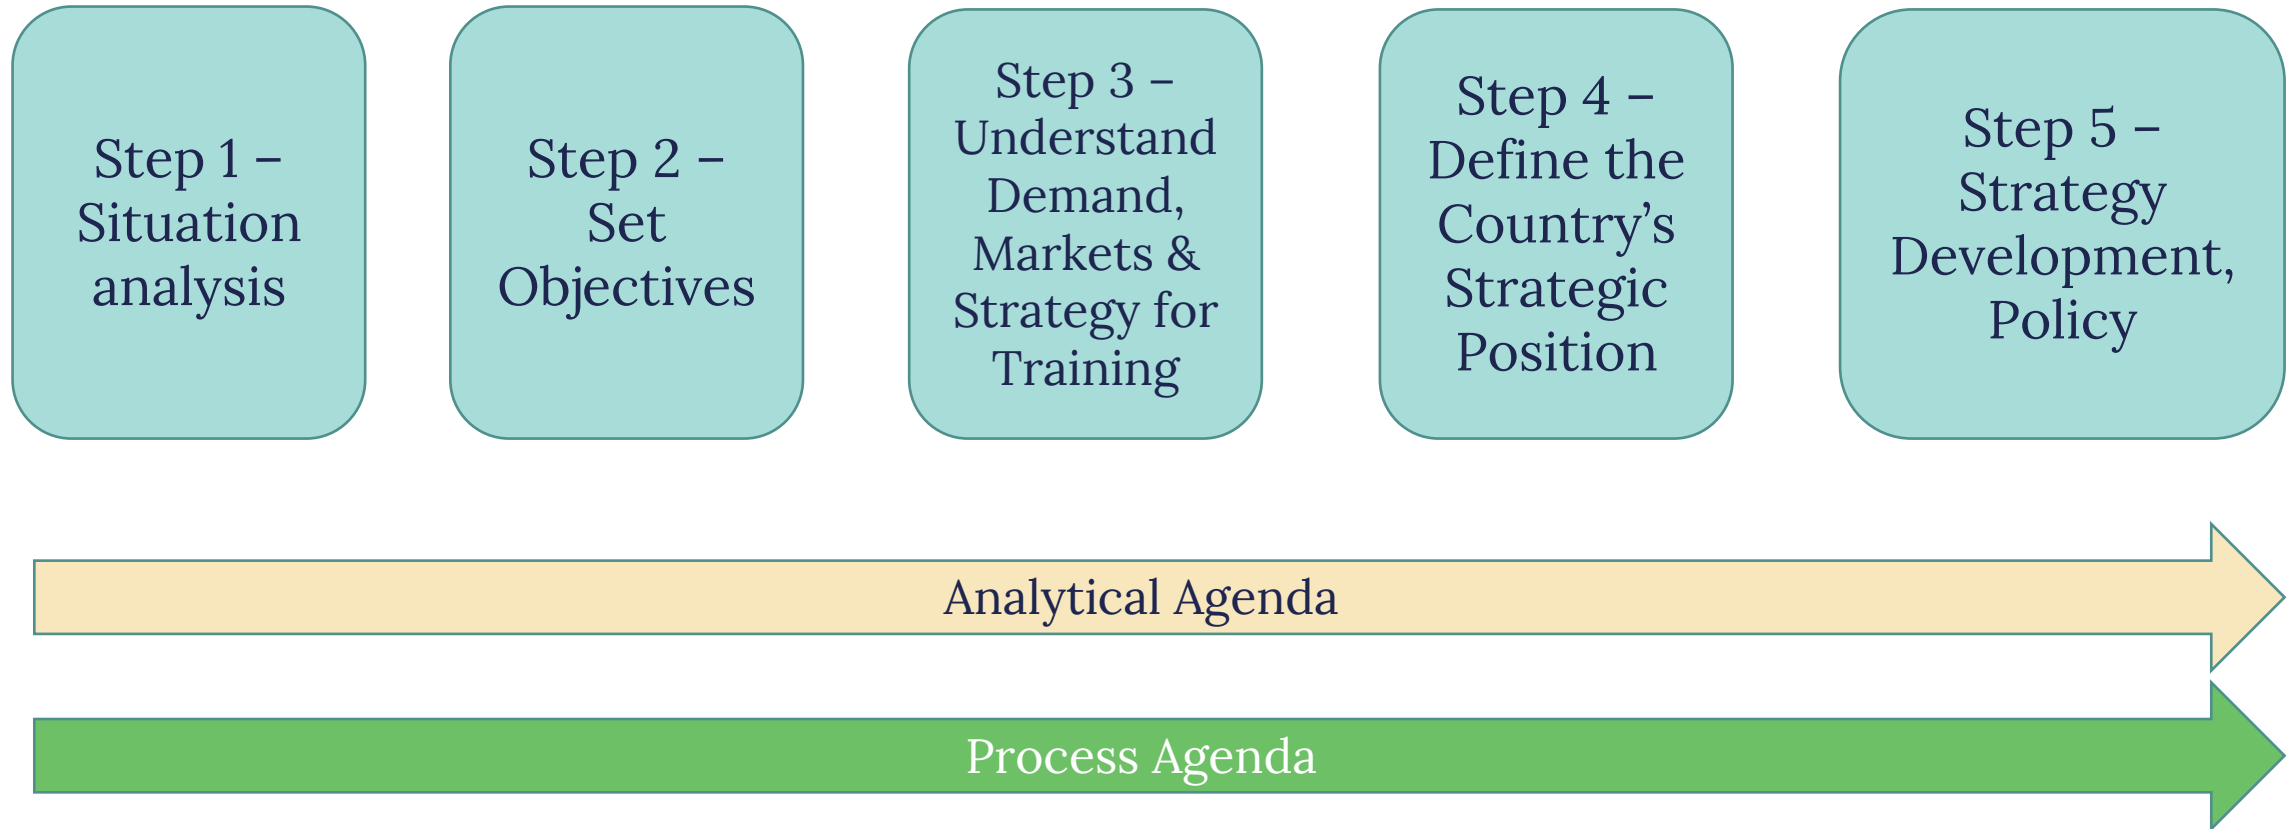 Step 1 –
Situation
analysis
Step 2 –
Set
Objectives
Step 3 –
Understand
Demand,
Markets &
Strategy for
Training
Step 4 –
Define the
Country’s
Strategic
Position
Step 5 –
Strategy
Development,
Policy
Analytical Agenda
Process Agenda